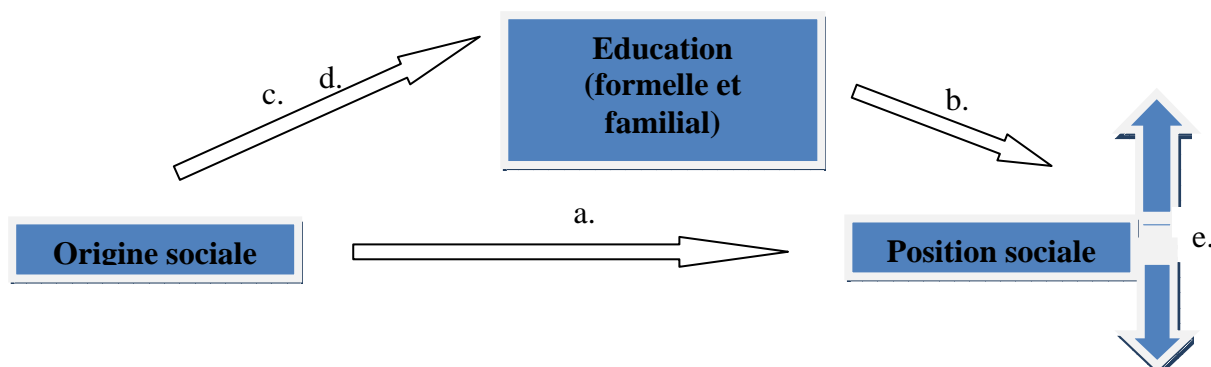 Education
(formelle et
familial)
c.
d.
b.
a.
Origine sociale
Position sociale
e.